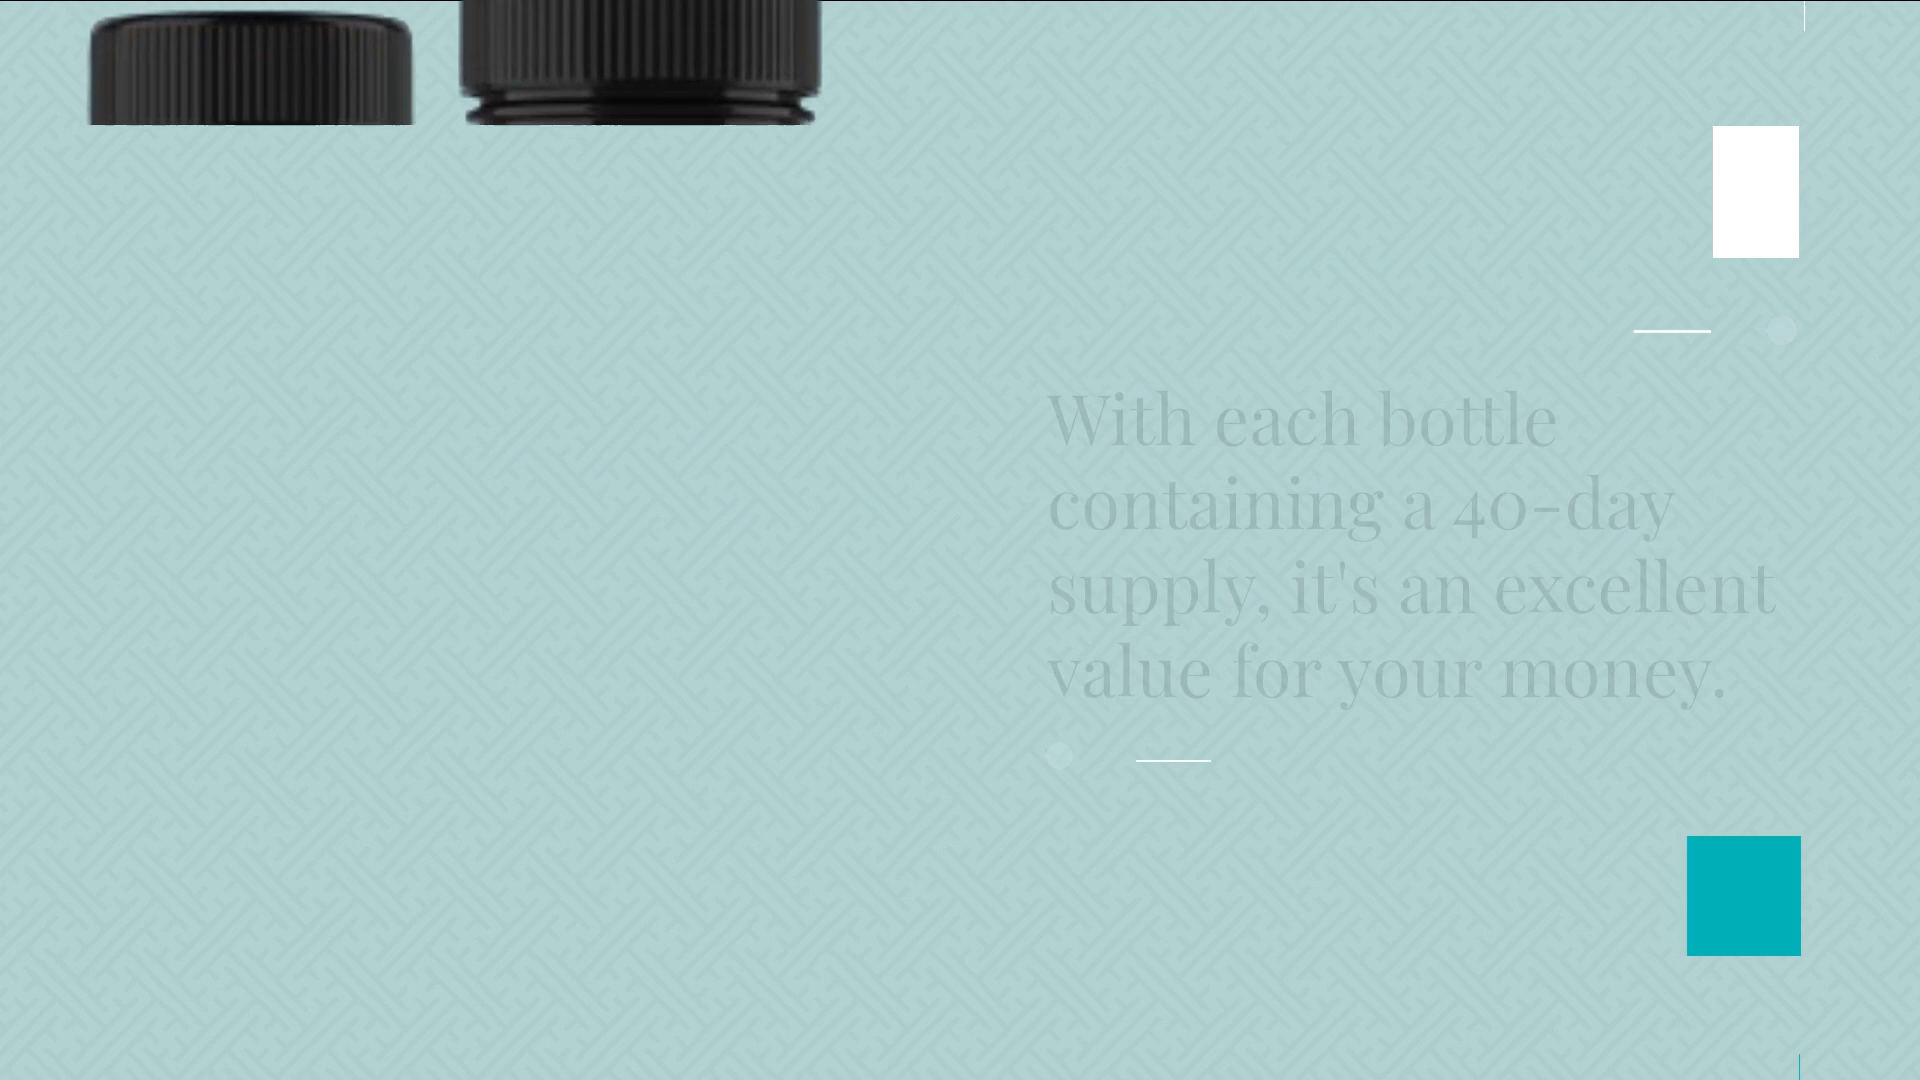 With each bottle
containing a 40-day
supply, it's an excellent
value for your money.